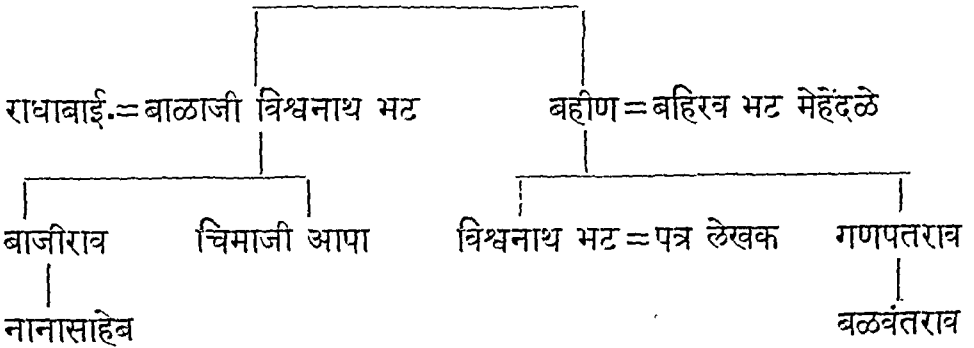 राधाबाई.=बाळाजी विश्वनाथ भट बहीण=बहिरव भट मेहेंदळे
बाजीराव चिमाजी आपा विश्वनाथ भट=पत्र लेखक गणपतराव
नानासाहेब बळवंतराव